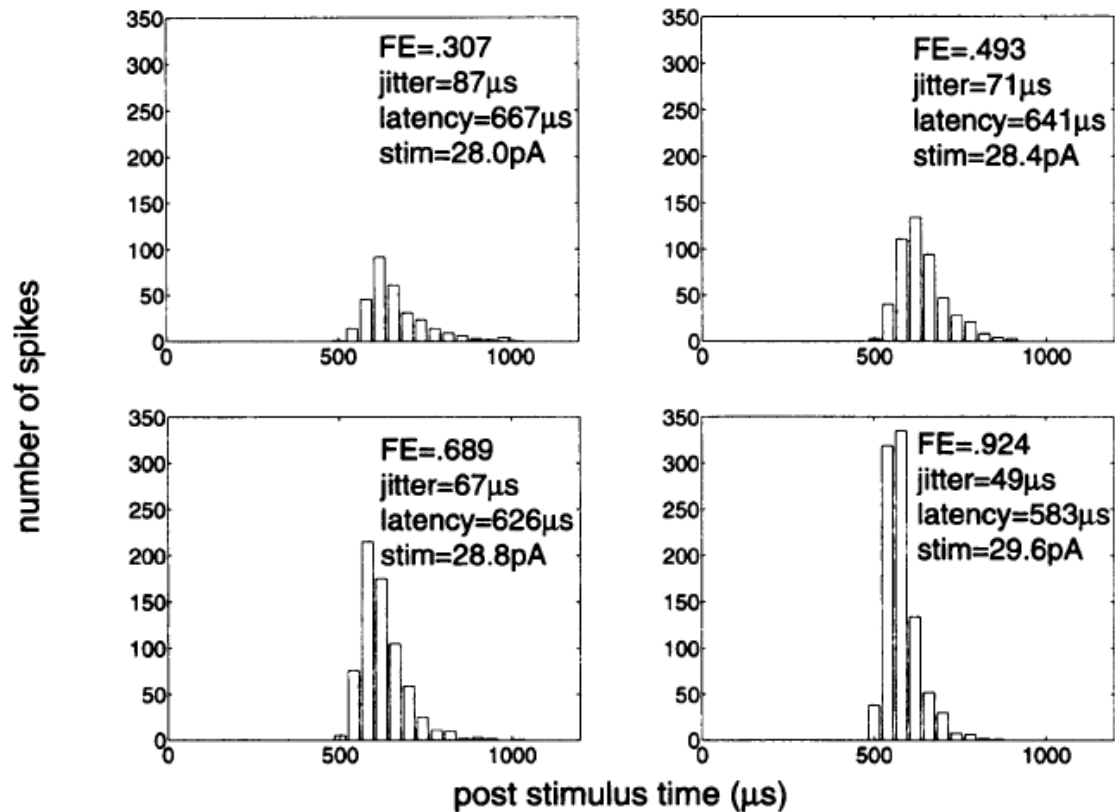 350
300
250
200
150
100
50
0
0 500 1000
FE=.307
jitter=87μs
latency=667μs
stim=28.0pA
350
300
250
200
150
100
50
0
0 500 1000
FE=.493
jitter=71μs
latency=641μs
stim=28.4pA
number of spikes
350
300
250
200
150
100
50
0
0 500 1000
FE=.689
jitter=67μs
latency=626μs
stim=28.8pA
350
300
250
200
150
100
50
0
0 500 1000
FE=.924
jitter=49μs
latency=583μs
stim=29.6pA
post stimulus time (μs)